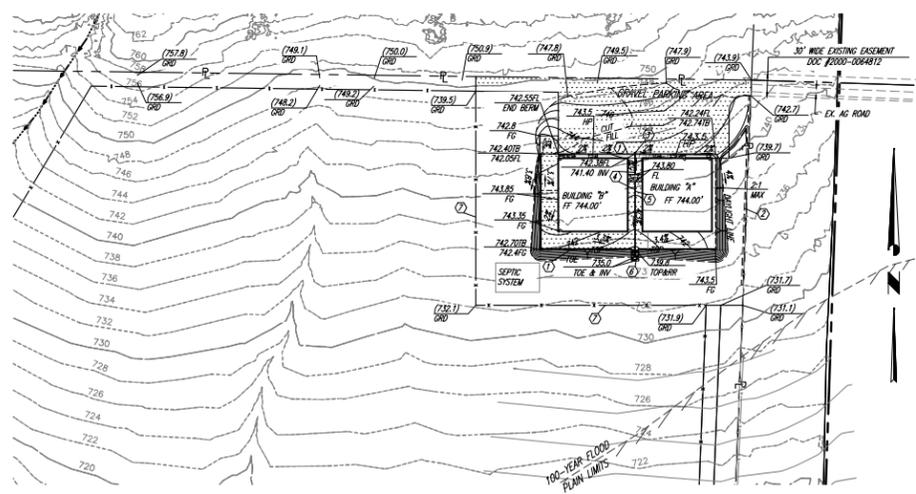 762
760
(757.8)
GRD
(749.1)
GRD
(750.0)
GRD
(750.9)
GRD
(747.8)
GRD
(749.5)
GRD
(747.9)
GRD
(743.9)
GRD
30' WIDE EXISTING EASEMENT
DOC #2000-0064812
750
756
754
(756.9)
GRD
(748.2)
GRD
(749.2)
GRD
(739.5)
GRD
742.55FL
END BERM
GRAVEL PARKING AREA
743.5
HP
742.24FL
742.74TB
(742.7)
GRD
EX. AG ROAD
752
750
742.8
FG
CUT
FILL
740
742.40TB
742.05FL
(739.7)
GRD
748
746
742.38FL
741.40 INV
743.80
FL
736
744
743.85
FG
BUILDING "B"
FF 744.00'
BUILDING "A"
FF 744.00'
2:1
MAX
742
743.35
FG
DAYLIGHT LINE
740
742.70TB
742.4FG
738
TOE
735.0
TOE & INV
739.8
TOP&RR
736
SEPTIC
SYSTEM
743.5
FG
(731.7)
GRD
734
(732.1)
GRD
(731.9)
GRD
(731.1)
GRD
732
730
730
728
728
726
726
724
724
722
722
720
100-YEAR FLOOD
PLAIN LIMITS